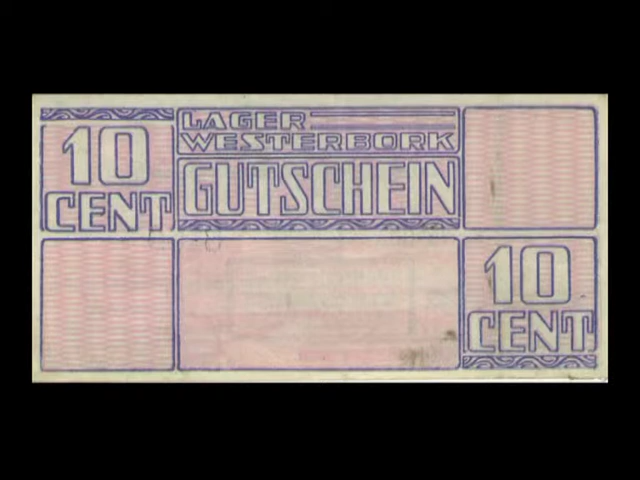 10
CENT
LAGER
WESTERBORK
GUTSCHEIN
10
CENT